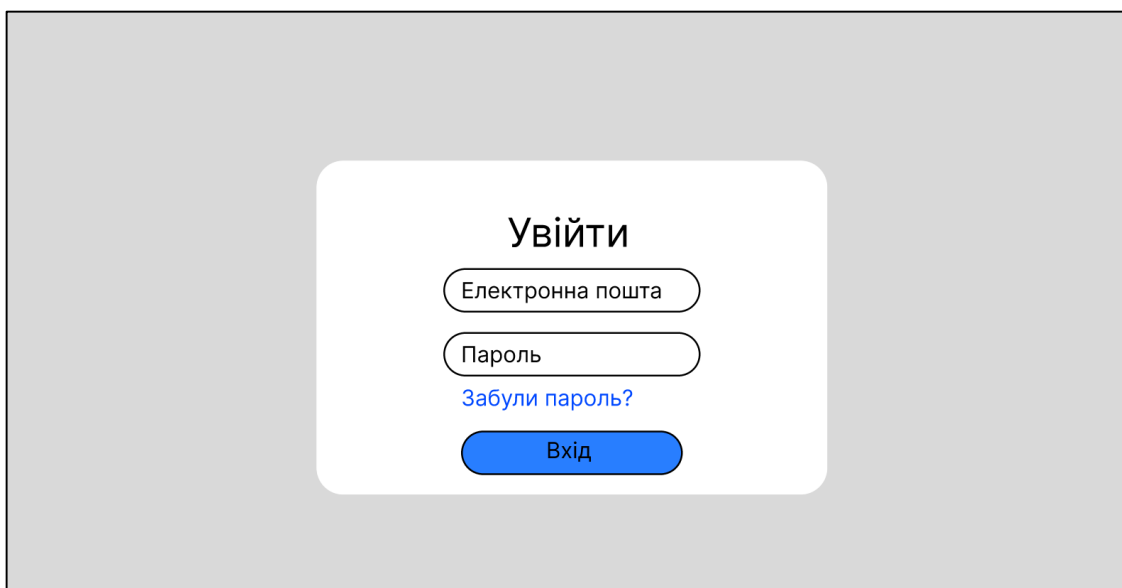 Увійти
Електронна пошта
Пароль
Забули пароль?
Вхід